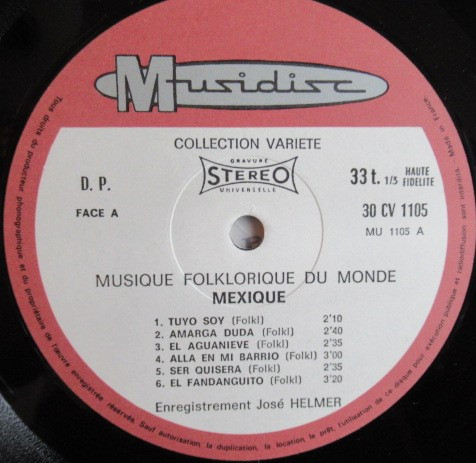 Musidisc
COLLECTION VARIETE
GRAVURE
STEREO
UNIVERSELLE
D. P.
FACE A
33 t. 1/3 HAUTE FIDELITE
30 CV 1105
MU 1105 A
MUSIQUE FOLKLORIQUE DU MONDE
MEXIQUE
1. TUYO SOY (Folkl) 2'10
2. AMARGA DUDA (Folkl) 2'40
3. EL AGUANIEVE (Folkl) 2'35
4. ALLA EN MI BARRIO (Folkl) 3'00
5. SER QUISERA (Folkl) 2'35
6. EL FANDANGUITO (Folkl) 3'20
Enregistrement José HELMER
Tous droits du producteur phonographique et du propriétaire de l'œuvre enregistrée réservés. Sauf autorisation, la duplication, la location, le prêt, l'utilisation de ce disque pour exécution publique et radiodiffusion sont interdits.
Made in France